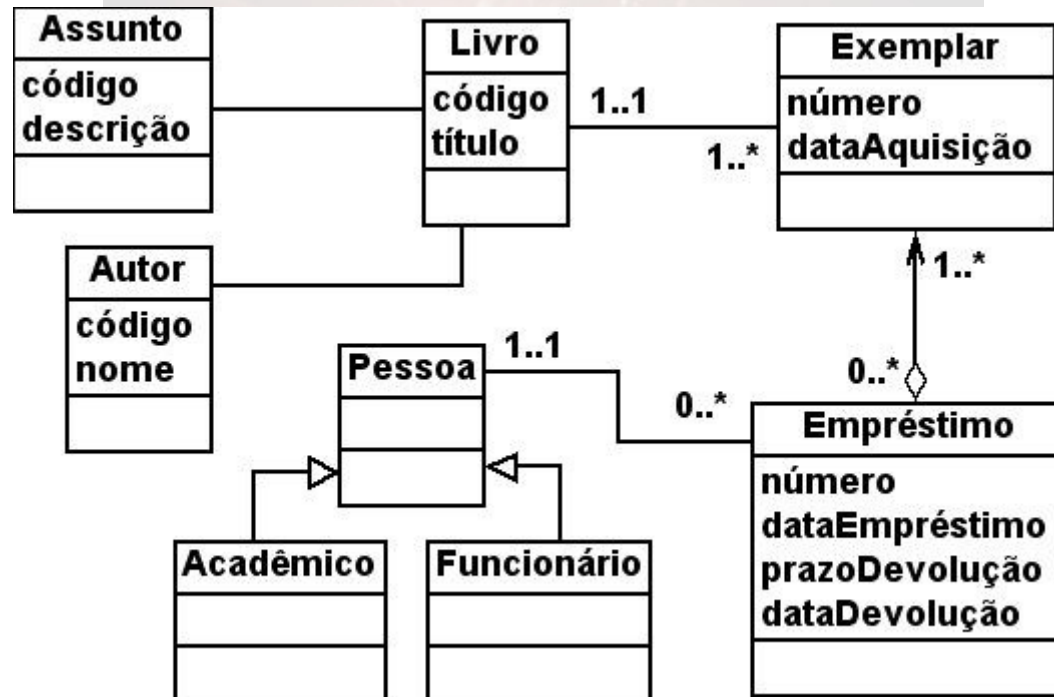 Assunto
código
descrição
Livro
código
título
1..1
1..*
Exemplar
número
dataAquisição
Autor
código
nome
Pessoa
1..1
0..*
1..*
0..*
Empréstimo
número
dataEmpréstimo
prazoDevolução
dataDevolução
Acadêmico
Funcionário